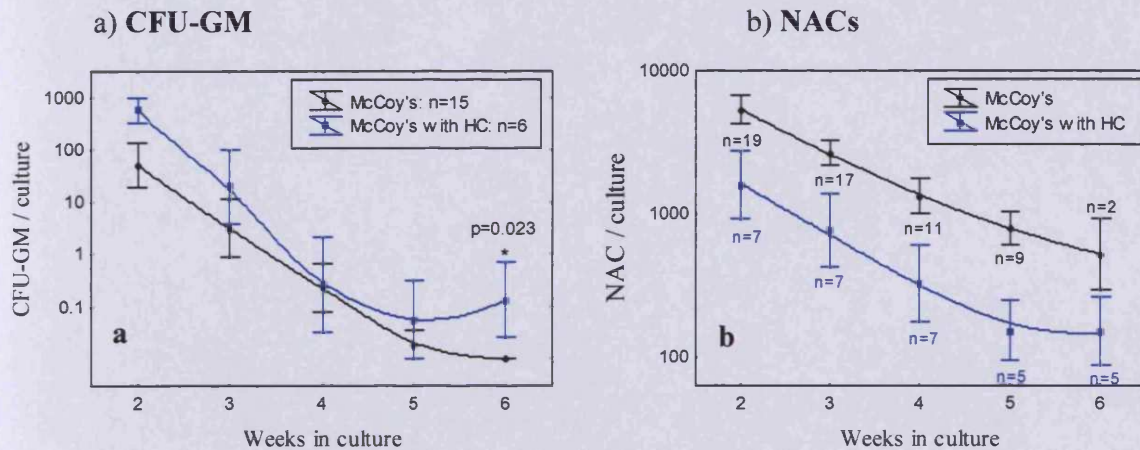 a) CFU-GM
1000
100
10
1
0.1
CFU-GM / culture
McCoy's: n=15
McCoy's with HC: n=6
p=0.023
*
a
2 3 4 5 6
Weeks in culture
b) NACs
10000
1000
100
NAC / culture
McCoy's
McCoy's with HC
n=19
n=17
n=11
n=9
n=2
n=7
n=7
n=7
n=5
n=5
b
2 3 4 5 6
Weeks in culture